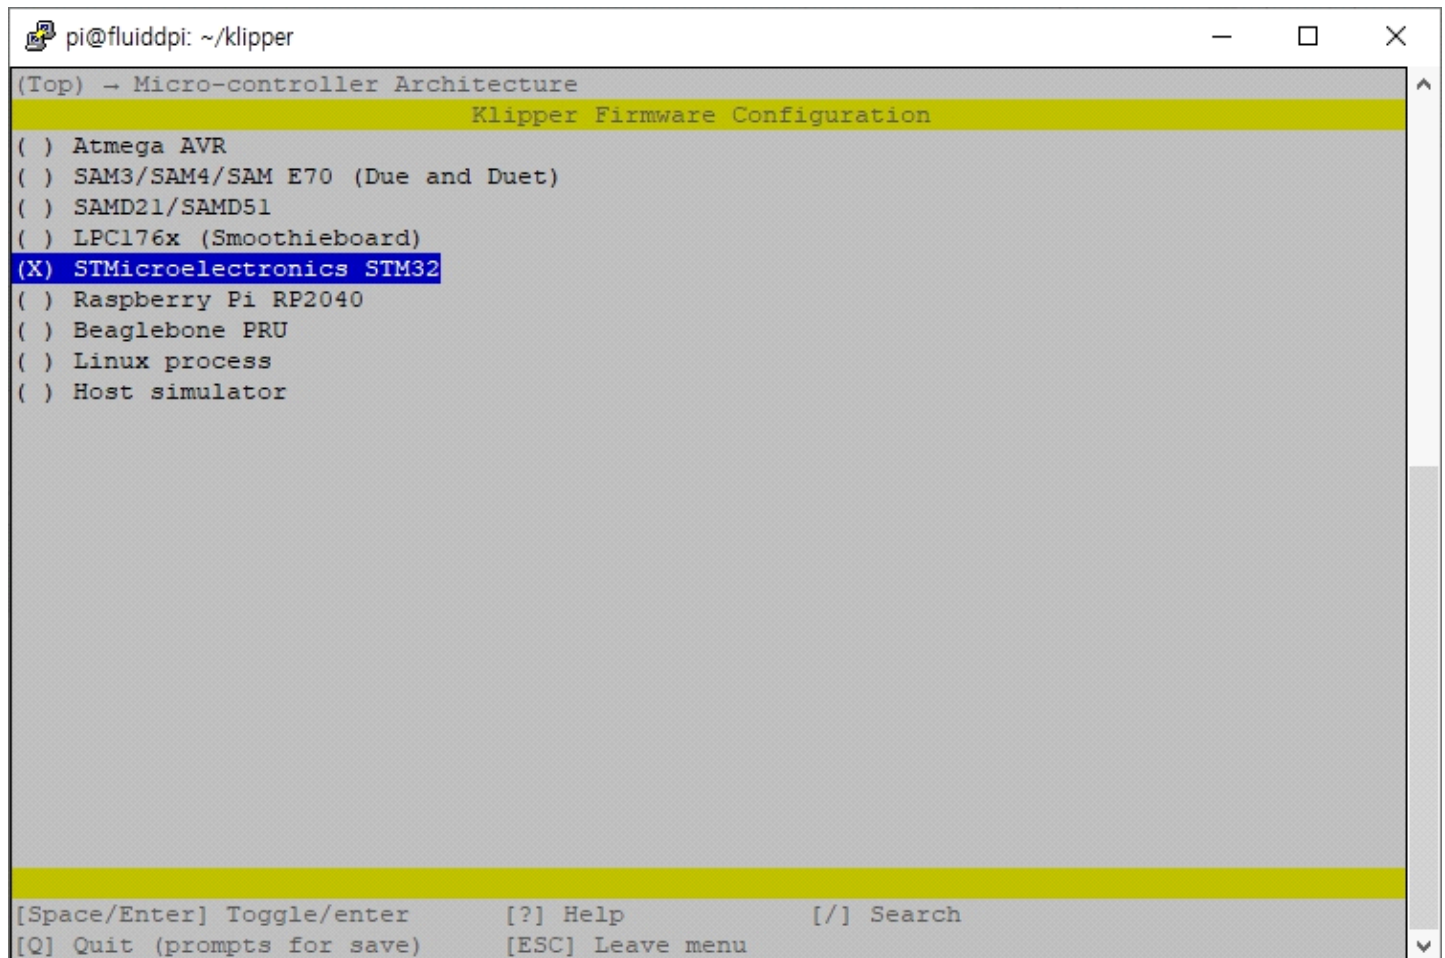 pi@fluiddpi: ~/klipper
(Top) → Micro-controller Architecture
Klipper Firmware Configuration
( ) Atmega AVR
( ) SAM3/SAM4/SAM E70 (Due and Duet)
( ) SAMD21/SAMD51
( ) LPC176x (Smoothieboard)
(X) STMicroelectronics STM32
( ) Raspberry Pi RP2040
( ) Beaglebone PRU
( ) Linux process
( ) Host simulator
[Space/Enter] Toggle/enter [?] Help [/] Search
[Q] Quit (prompts for save) [ESC] Leave menu